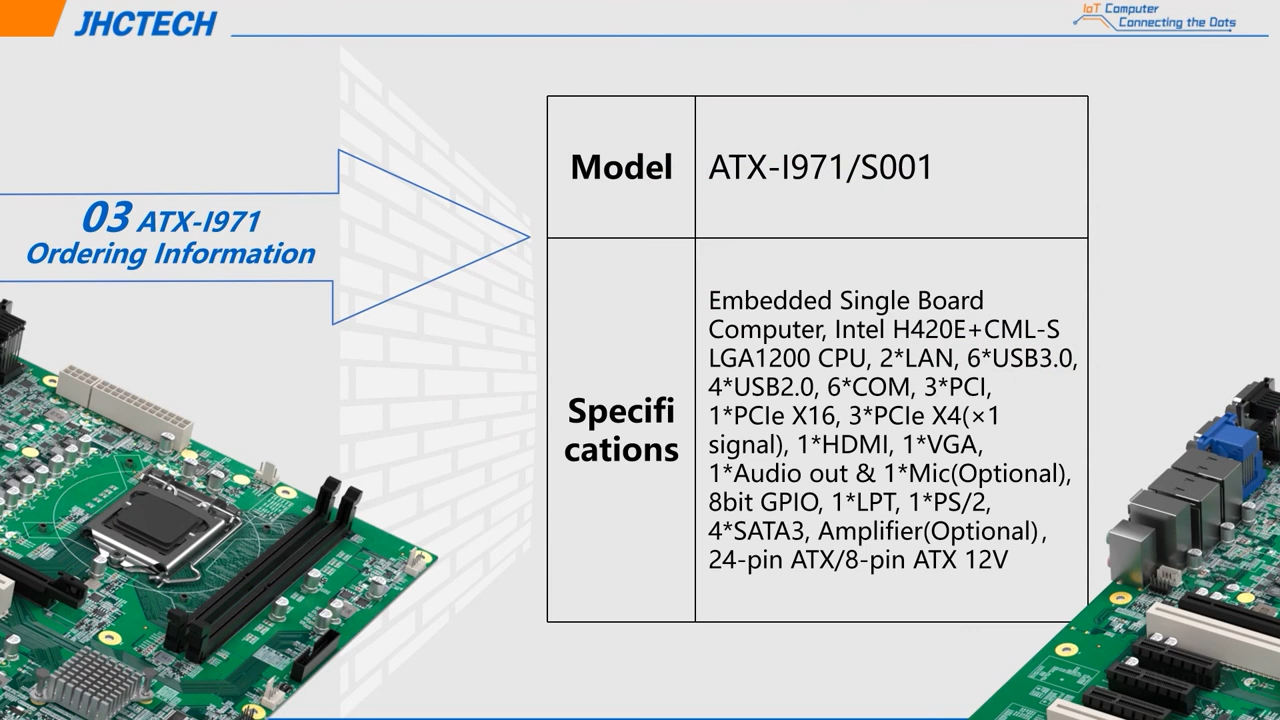 JHCTECH
IoT Computer
Connecting the Dots
03 ATX-I971
Ordering Information
Model
ATX-I971/S001
Specifi
cations
Embedded Single Board
Computer, Intel H420E+CML-S
LGA1200 CPU, 2*LAN, 6*USB3.0,
4*USB2.0, 6*COM, 3*PCI,
1*PCIe X16, 3*PCIe X4(×1
signal), 1*HDMI, 1*VGA,
1*Audio out & 1*Mic(Optional),
8bit GPIO, 1*LPT, 1*PS/2,
4*SATA3, Amplifier(Optional),
24-pin ATX/8-pin ATX 12V